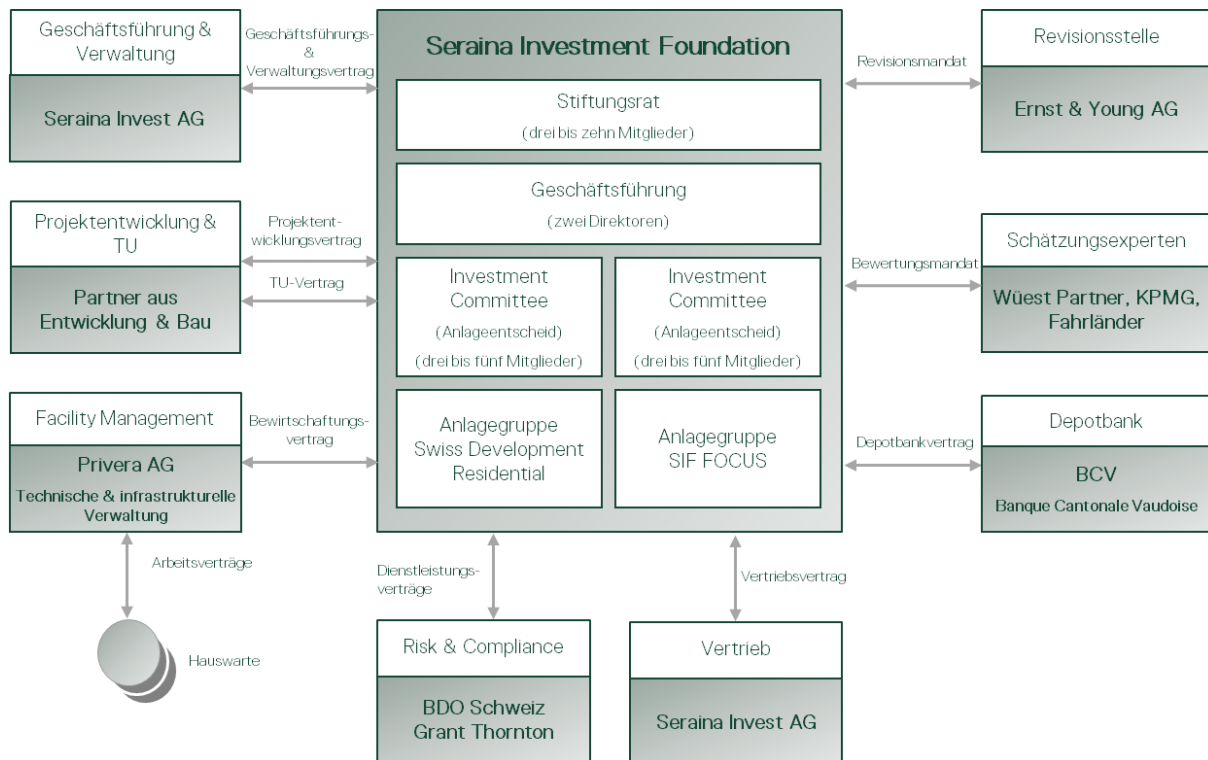 Geschäftsführung &
Verwaltung
Seraina Invest AG
Geschäftsführungs-
&
Verwaltungsvertrag
Projektentwicklung &
TU
Partner aus
Entwicklung & Bau
Projektent-
wicklungsvertrag
TU-Vertrag
Facility Management
Privera AG
Technische & infrastrukturelle
Verwaltung
Bewirtschaftungs-
vertrag
Arbeitsverträge
Hauswarte
Seraina Investment Foundation
Stiftungsrat
(drei bis zehn Mitglieder)
Geschäftsführung
(zwei Direktoren)
Investment
Committee
(Anlageentscheid)
(drei bis fünf Mitglieder)
Investment
Committee
(Anlageentscheid)
(drei bis fünf Mitglieder)
Anlagegruppe
Swiss Development
Residential
Anlagegruppe
SIF FOCUS
Dienstleistungs-
verträge
Vertriebsvertrag
Risk & Compliance
BDO Schweiz
Grant Thornton
Vertrieb
Seraina Invest AG
Revisionsmandat
Revisionsstelle
Ernst & Young AG
Bewertungsmandat
Schätzungsexperten
Wüest Partner, KPMG,
Fahrländer
Depotbankvertrag
Depotbank
BCV
Banque Cantonale Vaudoise